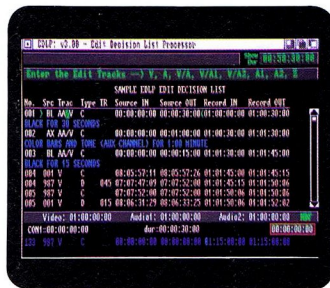 EDLP: v3.00 - Edit Decision List Processor
Show Dur 00:50:30:00
Enter the Edit Tracks --> V, A, V/A, V/A1, V/A2, A1, A2, X
SAMPLE EDLP EDIT DECISION LIST
No. Src Trac Type TR Source IN Source OUT Record IN Record OUT
001 ) BL AA/V C 00:00:00:00 00:00:30:00 01:00:00:00 01:00:30:00
BLACK FOR 30 SECONDS
002 AX AA/V C 00:00:00:00 00:01:00:00 01:00:30:00 01:01:30:00
COLOR BARS AND TONE (AUX CHANNEL) FOR 1:00 MINUTE
003 BL AA/V C 00:00:00:00 00:00:15:00 01:01:30:00 01:01:45:00
BLACK FOR 15 SECONDS
004 001 V C 08:05:57:11 08:05:57:26 01:01:45:00 01:01:45:15
004 987 V D 045 07:07:47:09 07:07:52:00 01:01:45:15 01:01:50:06
005 987 V C 07:07:52:00 07:07:52:00 01:01:50:06 01:01:50:06
005 001 V D 015 08:06:31:29 08:06:33:25 01:01:50:06 01:01:52:02
Video: 01:00:00:00 Audio1: 01:00:00:00 Audio2: 01:00:00:00 NDF
CON1=00:00:00:00 dur=00:00:30:00 00:00:00:00
133 987 V C 00:00:00:00 00:00:00:00 01:15:00:00 01:15:00:00